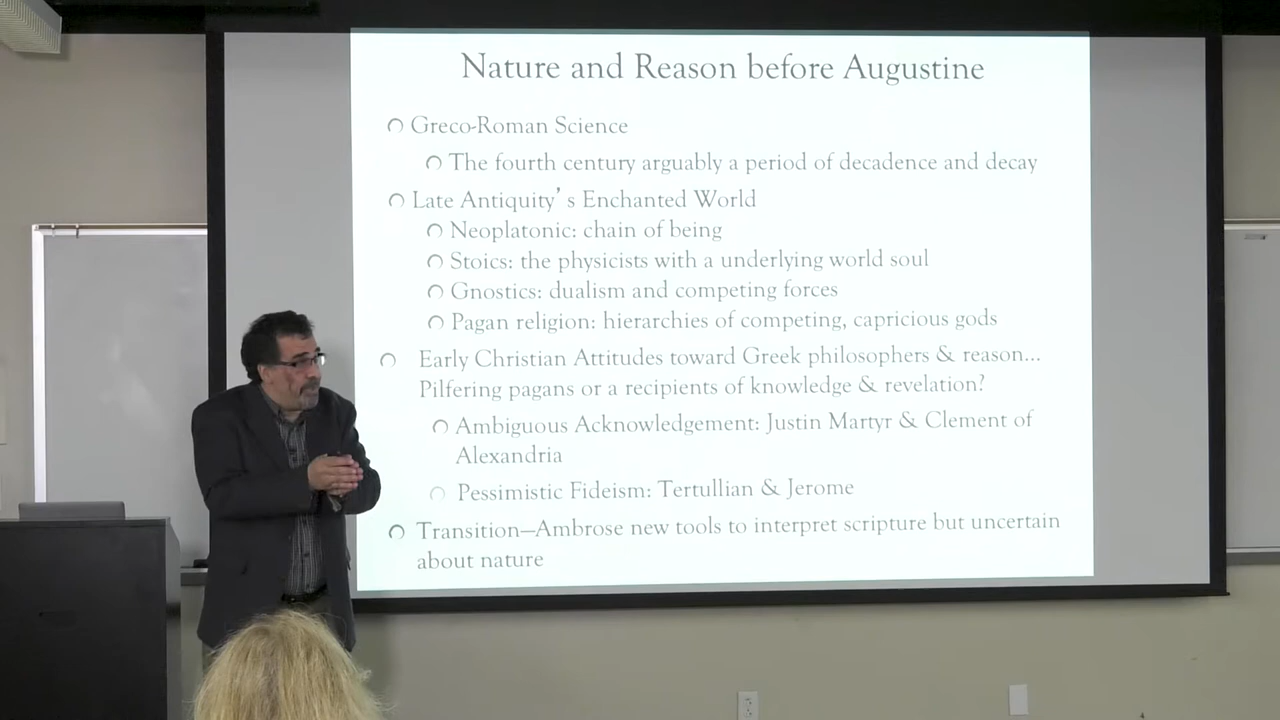 Nature and Reason before Augustine
Greco-Roman Science
The fourth century arguably a period of decadence and decay
Late Antiquity's Enchanted World
Neoplatonic: chain of being
Stoics: the physicists with a underlying world soul
Gnostics: dualism and competing forces
Pagan religion: hierarchies of competing, capricious gods
Early Christian Attitudes toward Greek philosophers & reason...
Pilfering pagans or a recipients of knowledge & revelation?
Ambiguous Acknowledgement: Justin Martyr & Clement of
Alexandria
Pessimistic Fideism: Tertullian & Jerome
Transition—Ambrose new tools to interpret scripture but uncertain
about nature